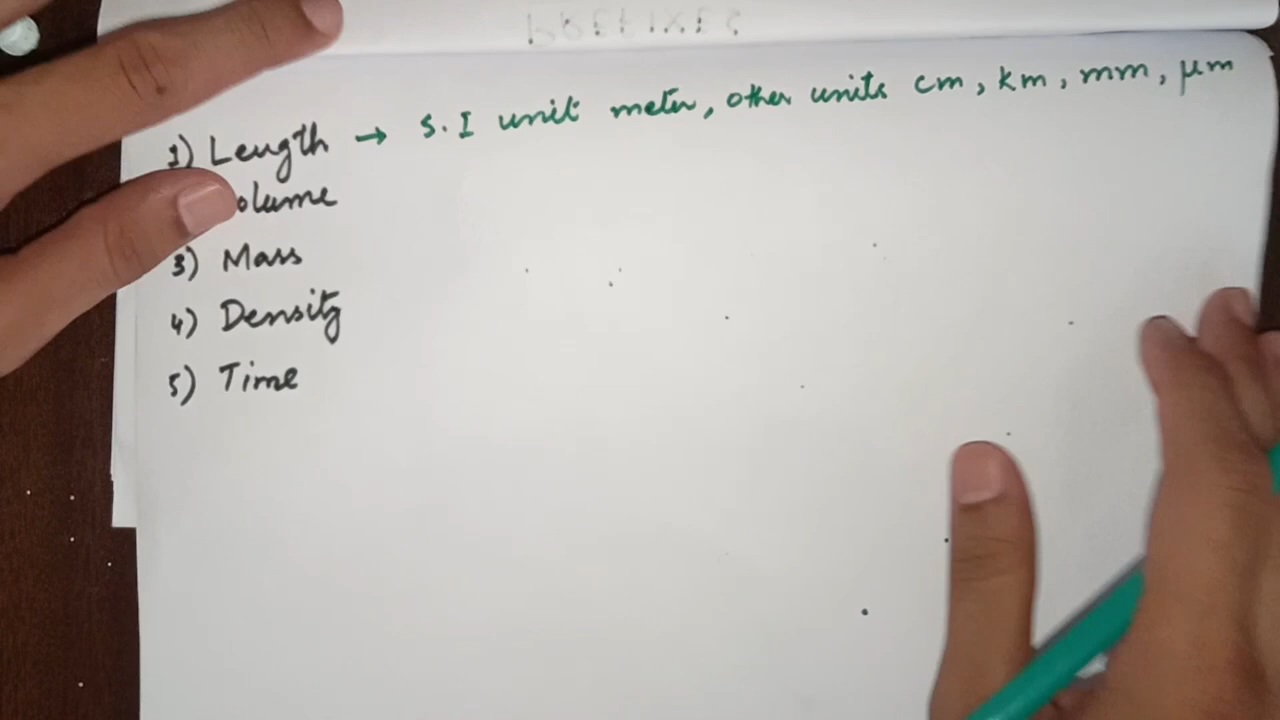 1) Length → S.I unit meter, other units cm, km, mm, μm
olume
3) Mass
4) Density
5) Time